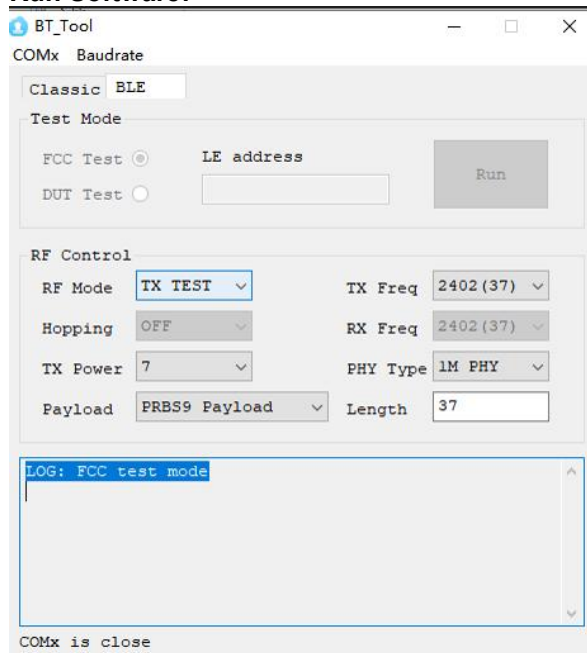 Run Software.
BT_Tool
COMx Baudrate
Classic BLE
Test Mode
FCC Test LE address
DUT Test
Run
RF Control
RF Mode TX TEST TX Freq 2402(37)
Hopping OFF RX Freq 2402(37)
TX Power 7 PHY Type 1M PHY
Payload PRBS9 Payload Length 37
LOG: FCC test mode
COMx is close